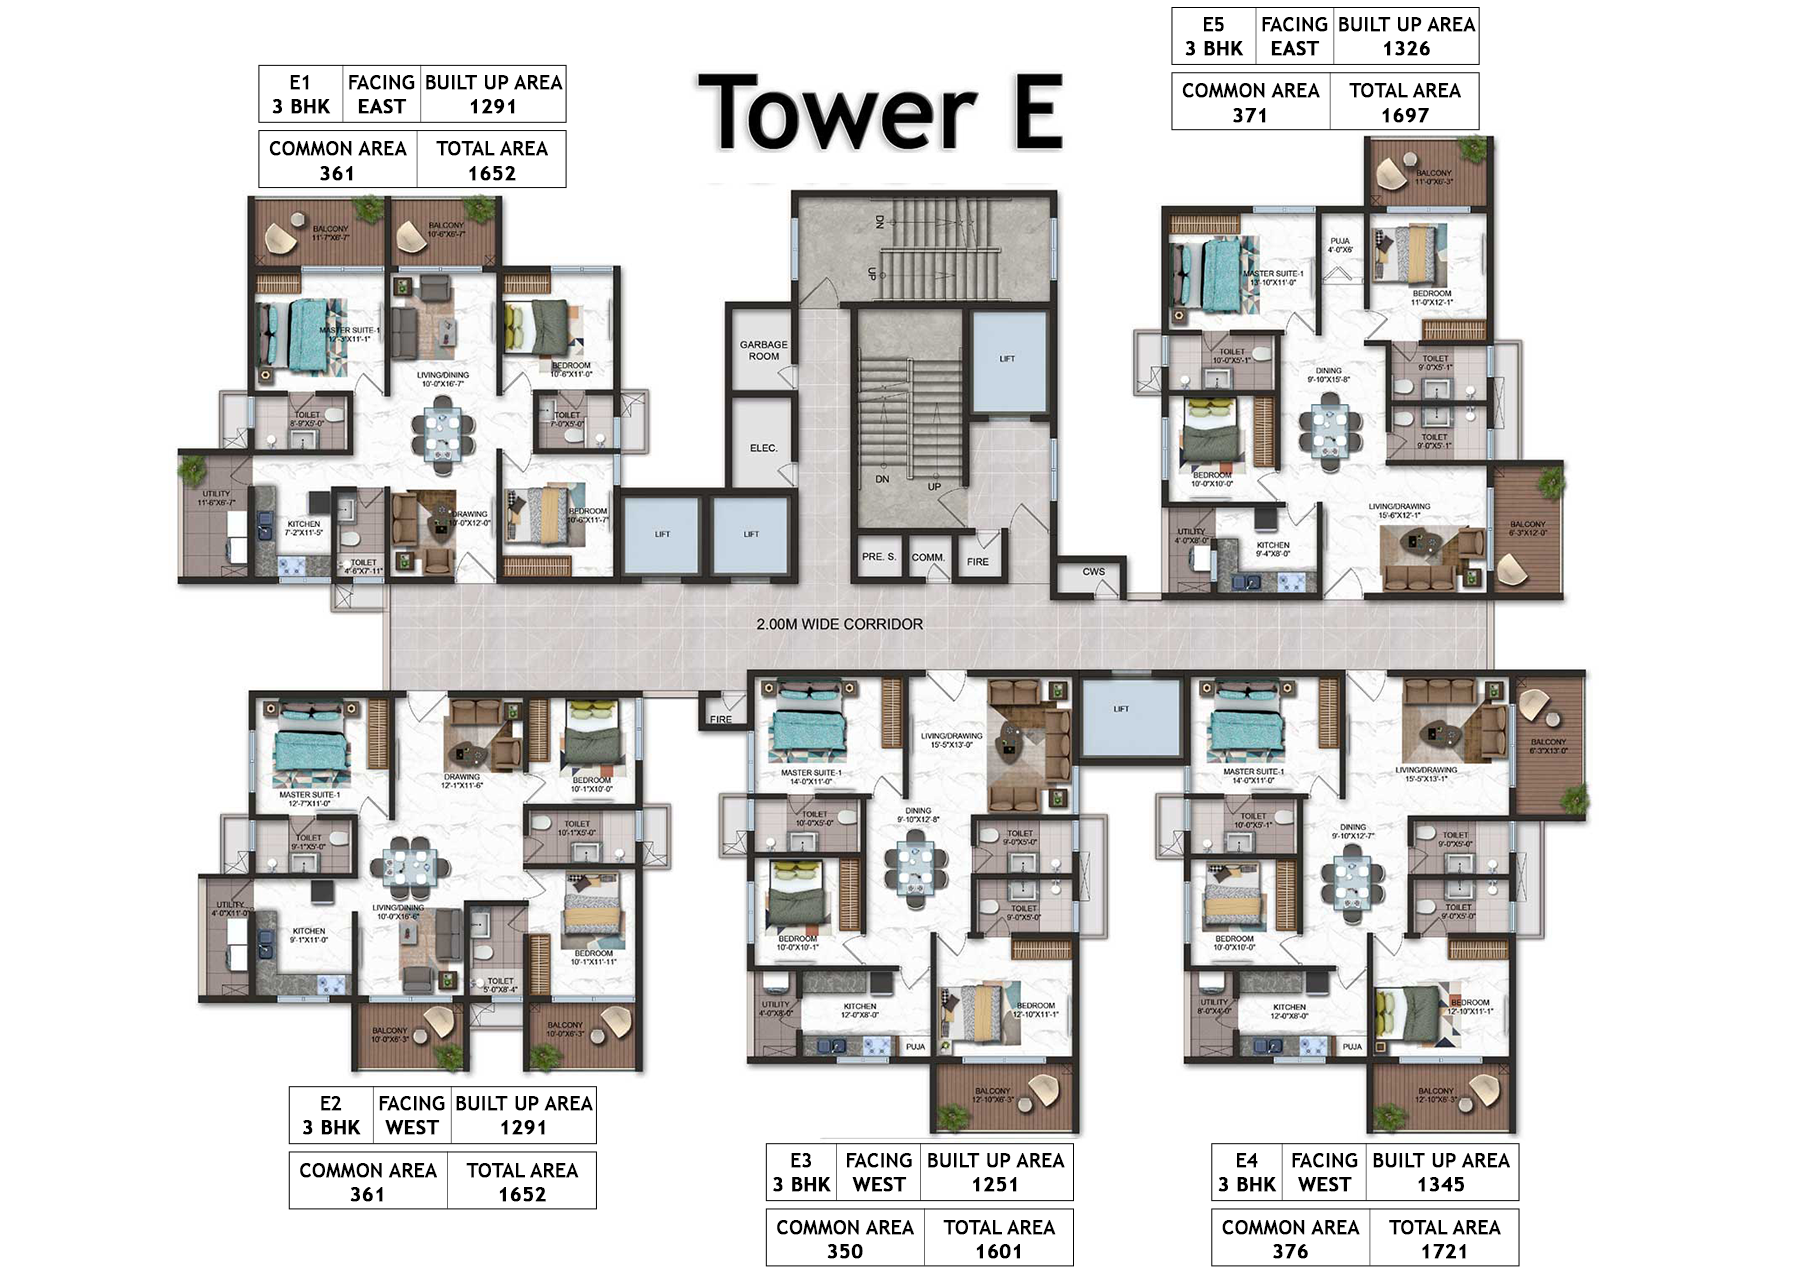 Tower E
E1
3 BHK
FACING
EAST
BUILT UP AREA
1291
COMMON AREA
361
TOTAL AREA
1652
BALCONY
11'-7"X6'-7"
BALCONY
10'-6"X6'-7"
MASTER SUITE-1
12'-3"X11'-1"
LIVING/DINING
10'-0"X16'-7"
BEDROOM
10'-6"X11'-0"
TOILET
8'-9"X5'-0"
TOILET
7'-0"X5'-0"
UTILITY
11'-6"X6'-7"
KITCHEN
7'-2"X11'-5"
TOILET
4'-6"X7'-11"
DRAWING
10'-0"X12'-0"
BEDROOM
10'-6"X11'-7"
DN
UP
GARBAGE
ROOM
LIFT
ELEC.
DN
UP
LIFT
LIFT
PRE. S.
COMM.
FIRE
CWS
2.00M WIDE CORRIDOR
E5
3 BHK
FACING
EAST
BUILT UP AREA
1326
COMMON AREA
371
TOTAL AREA
1697
BALCONY
11'-0"X6'-3"
PUJA
4'-0"X6'
MASTER SUITE-1
13'-10"X11'-0"
BEDROOM
11'-0"X12'-1"
TOILET
10'-0"X5'-1"
DINING
9'-10"X15'-8"
TOILET
9'-0"X5'-1"
TOILET
9'-0"X5'-1"
BEDROOM
10'-0"X10'-0"
LIVING/DRAWING
15'-6"X12'-1"
BALCONY
6'-3"X12'-0"
UTILITY
4'-0"X8'-0"
KITCHEN
9'-4"X8'-0"
MASTER SUITE-1
12'-7"X11'-0"
DRAWING
12'-1"X11'-6"
BEDROOM
10'-1"X10'-0"
TOILET
9'-1"X5'-0"
TOILET
10'-1"X5'-0"
UTILITY
4'-0"X11'-0"
KITCHEN
9'-1"X11'-0"
LIVING/DINING
10'-0"X16'-6"
BEDROOM
10'-1"X11'-11"
TOILET
5'-0"X8'-4"
BALCONY
10'-0"X6'-3"
BALCONY
10'-0"X6'-3"
E2
3 BHK
FACING
WEST
BUILT UP AREA
1291
COMMON AREA
361
TOTAL AREA
1652
FIRE
MASTER SUITE-1
14'-0"X11'-0"
LIVING/DRAWING
15'-5"X13'-0"
LIFT
TOILET
10'-0"X5'-0"
DINING
9'-10"X12'-8"
TOILET
9'-0"X5'-0"
TOILET
9'-0"X5'-0"
BEDROOM
10'-0"X10'-1"
UTILITY
4'-0"X8'-0"
KITCHEN
12'-0"X8'-0"
PUJA
BEDROOM
12'-10"X11'-1"
BALCONY
12'-10"X6'-3"
E3
3 BHK
FACING
WEST
BUILT UP AREA
1251
COMMON AREA
350
TOTAL AREA
1601
MASTER SUITE-1
14'-0"X11'-0"
LIVING/DRAWING
15'-5"X13'-1"
BALCONY
6'-3"X13'-0"
TOILET
10'-0"X5'-1"
DINING
9'-10"X12'-7"
TOILET
9'-0"X5'-0"
TOILET
9'-0"X5'-0"
BEDROOM
10'-0"X10'-0"
UTILITY
8'-0"X4'-0"
KITCHEN
12'-0"X8'-0"
PUJA
BEDROOM
12'-10"X11'-1"
BALCONY
12'-10"X6'-3"
E4
3 BHK
FACING
WEST
BUILT UP AREA
1345
COMMON AREA
376
TOTAL AREA
1721